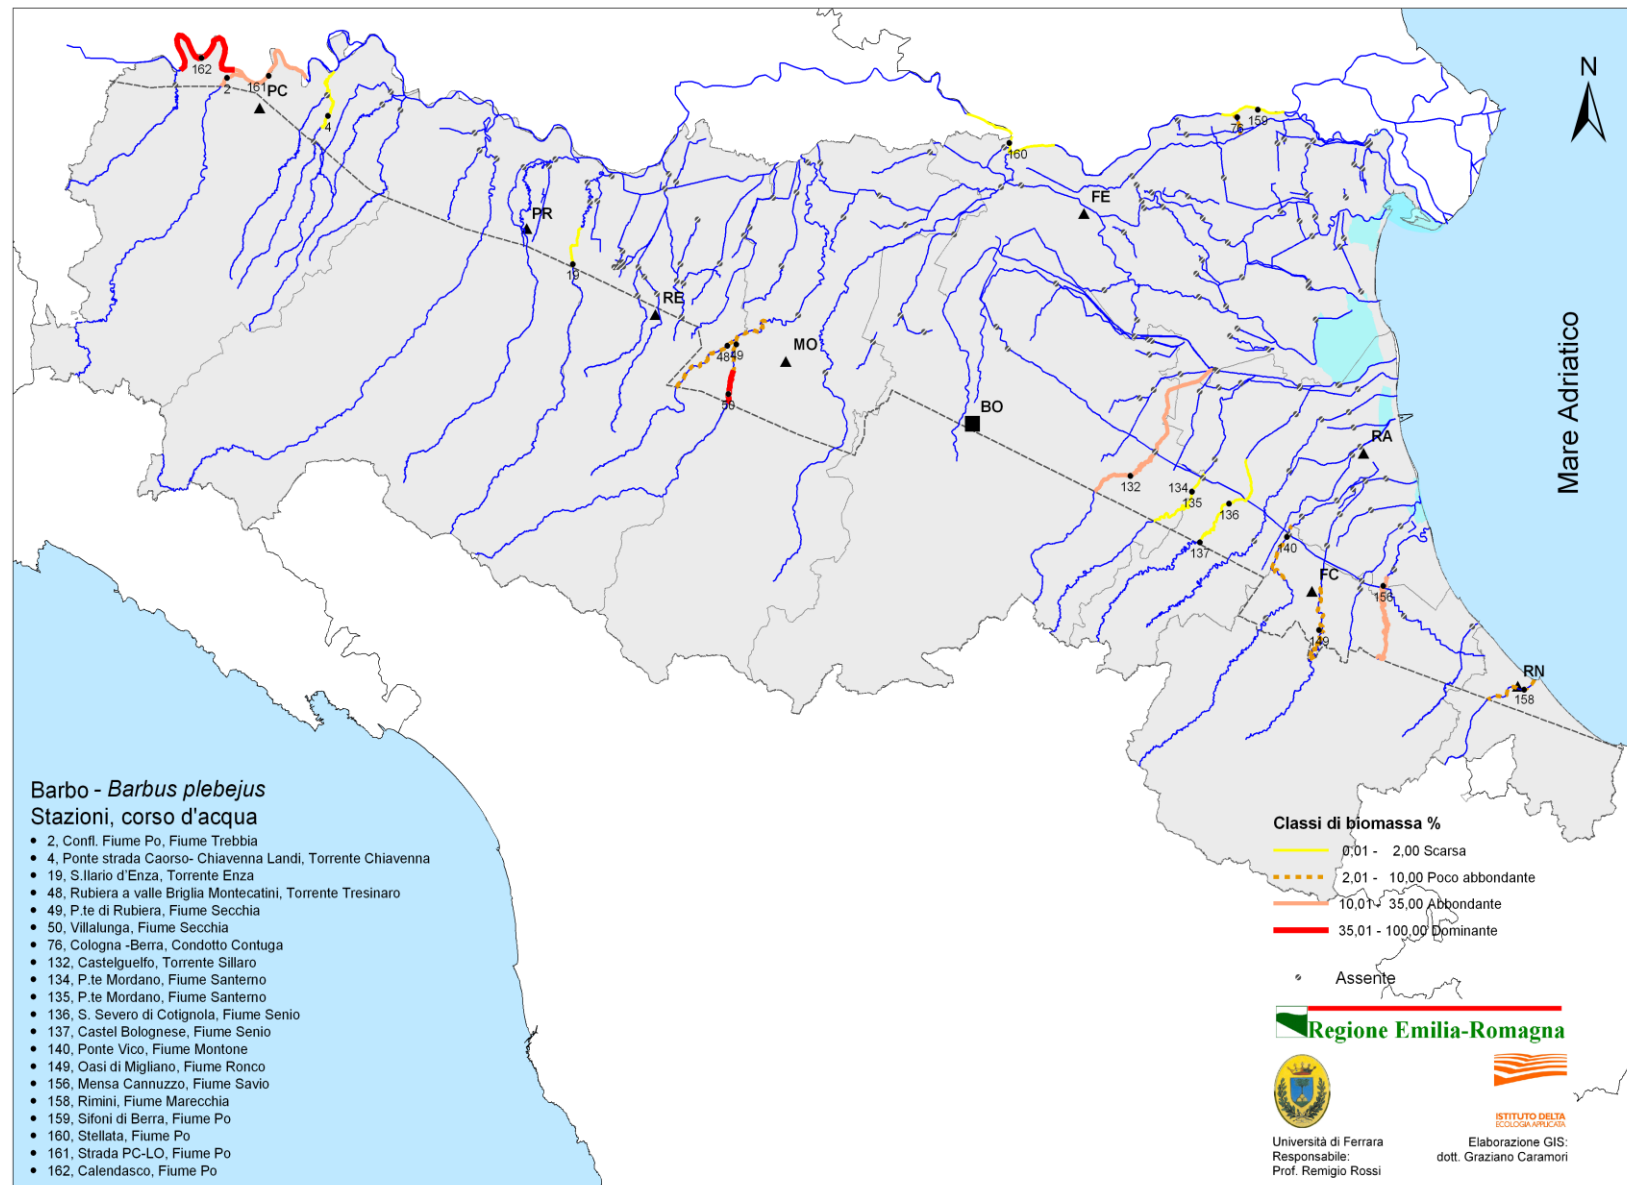 N
162
2
161
PC
4
160
76
159
PR
FE
19
RE
48
49
MO
50
BO
RA
132
134
135
136
137
140
FC
156
149
RN
158
Mare Adriatico
Barbo - Barbus plebejus
Stazioni, corso d'acqua
• 2, Confl. Fiume Po, Fiume Trebbia
• 4, Ponte strada Caorso- Chiavenna Landi, Torrente Chiavenna
• 19, S.Ilario d'Enza, Torrente Enza
• 48, Rubiera a valle Briglia Montecatini, Torrente Tresinaro
• 49, P.te di Rubiera, Fiume Secchia
• 50, Villalunga, Fiume Secchia
• 76, Cologna -Berra, Condotto Contuga
• 132, Castelguelfo, Torrente Sillaro
• 134, P.te Mordano, Fiume Santerno
• 135, P.te Mordano, Fiume Santerno
• 136, S. Severo di Cotignola, Fiume Senio
• 137, Castel Bolognese, Fiume Senio
• 140, Ponte Vico, Fiume Montone
• 149, Oasi di Migliano, Fiume Ronco
• 156, Mensa Cannuzzo, Fiume Savio
• 158, Rimini, Fiume Marecchia
• 159, Sifoni di Berra, Fiume Po
• 160, Stellata, Fiume Po
• 161, Strada PC-LO, Fiume Po
• 162, Calendasco, Fiume Po
Classi di biomassa %
0,01 - 2,00 Scarsa
2,01 - 10,00 Poco abbondante
10,01 - 35,00 Abbondante
35,01 - 100,00 Dominante
Assente
Regione Emilia-Romagna
ISTITUTO DELTA
ECOLOGIA APPLICATA
Università di Ferrara
Responsabile:
Prof. Remigio Rossi
Elaborazione GIS:
dott. Graziano Caramori